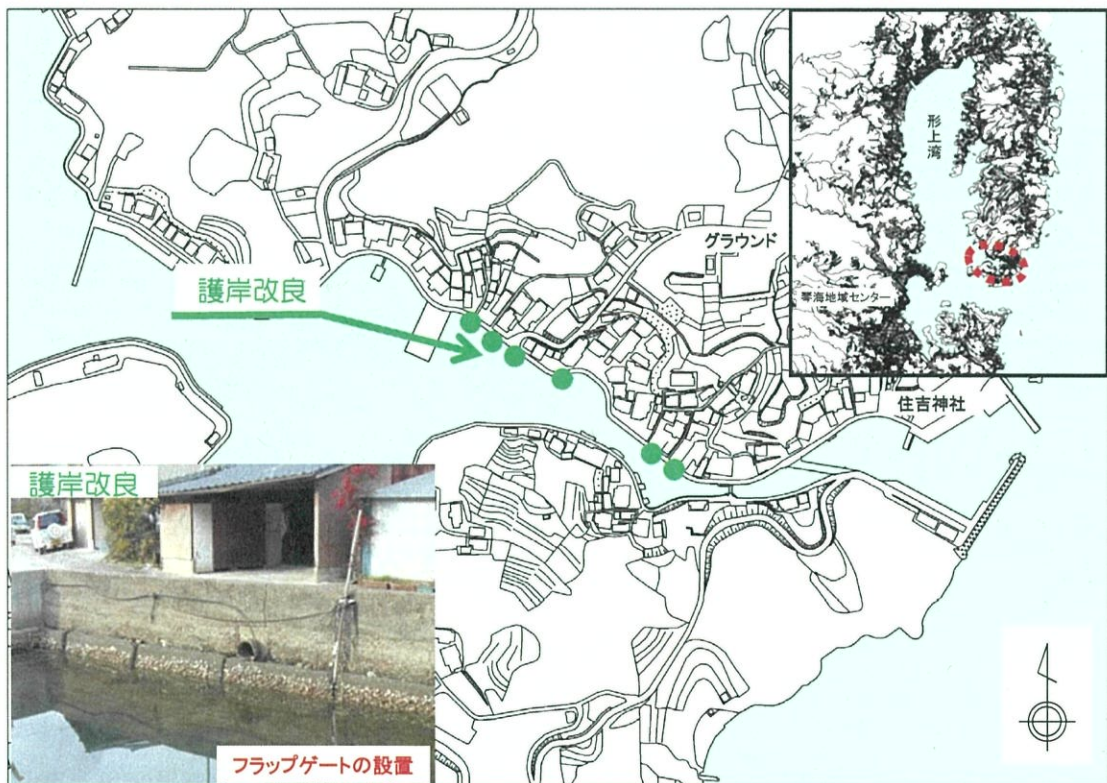 形上湾
琴海地域センター
グラウンド
護岸改良
住吉神社
護岸改良
フラップゲートの設置